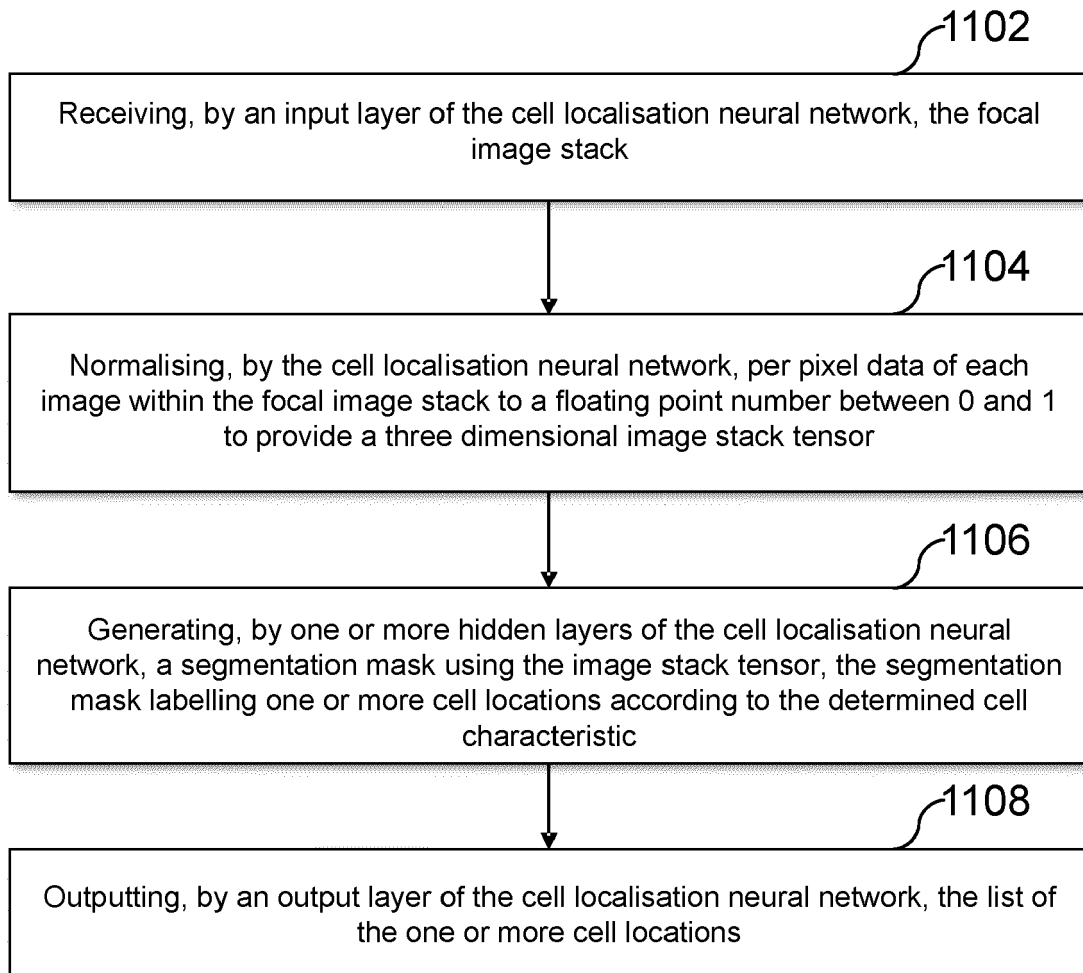 1102
Receiving, by an input layer of the cell localisation neural network, the focal
image stack
1104
Normalising, by the cell localisation neural network, per pixel data of each
image within the focal image stack to a floating point number between 0 and 1
to provide a three dimensional image stack tensor
1106
Generating, by one or more hidden layers of the cell localisation neural
network, a segmentation mask using the image stack tensor, the segmentation
mask labelling one or more cell locations according to the determined cell
characteristic
1108
Outputting, by an output layer of the cell localisation neural network, the list of
the one or more cell locations